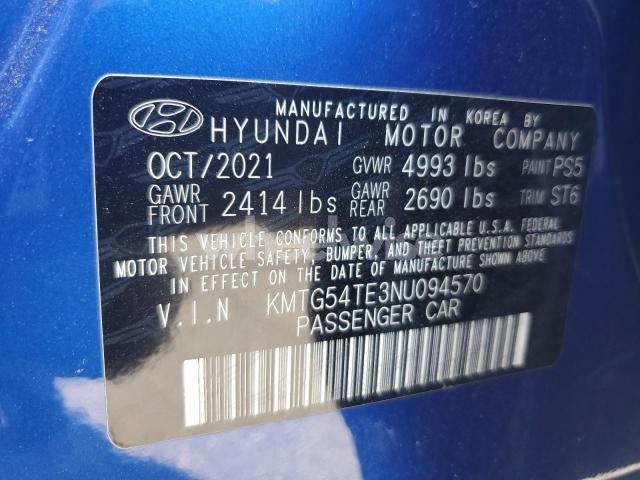 MANUFACTURED IN KOREA BY
HYUNDAI MOTOR COMPANY
OCT/2021 GVWR 4993 lbs PAINT PS5
GAWR FRONT 2414 lbs GAWR REAR 2690 lbs TRIM ST6
THIS VEHICLE CONFORMS TO ALL APPLICABLE U.S.A. FEDERAL
MOTOR VEHICLE SAFETY, BUMPER, AND THEFT PREVENTION STANDARDS
IN EFFECT ON THE DATE OF MANUFACTURE SHOWN ABOVE.
V.I.N KMTG54TE3NU094570
PASSENGER CAR